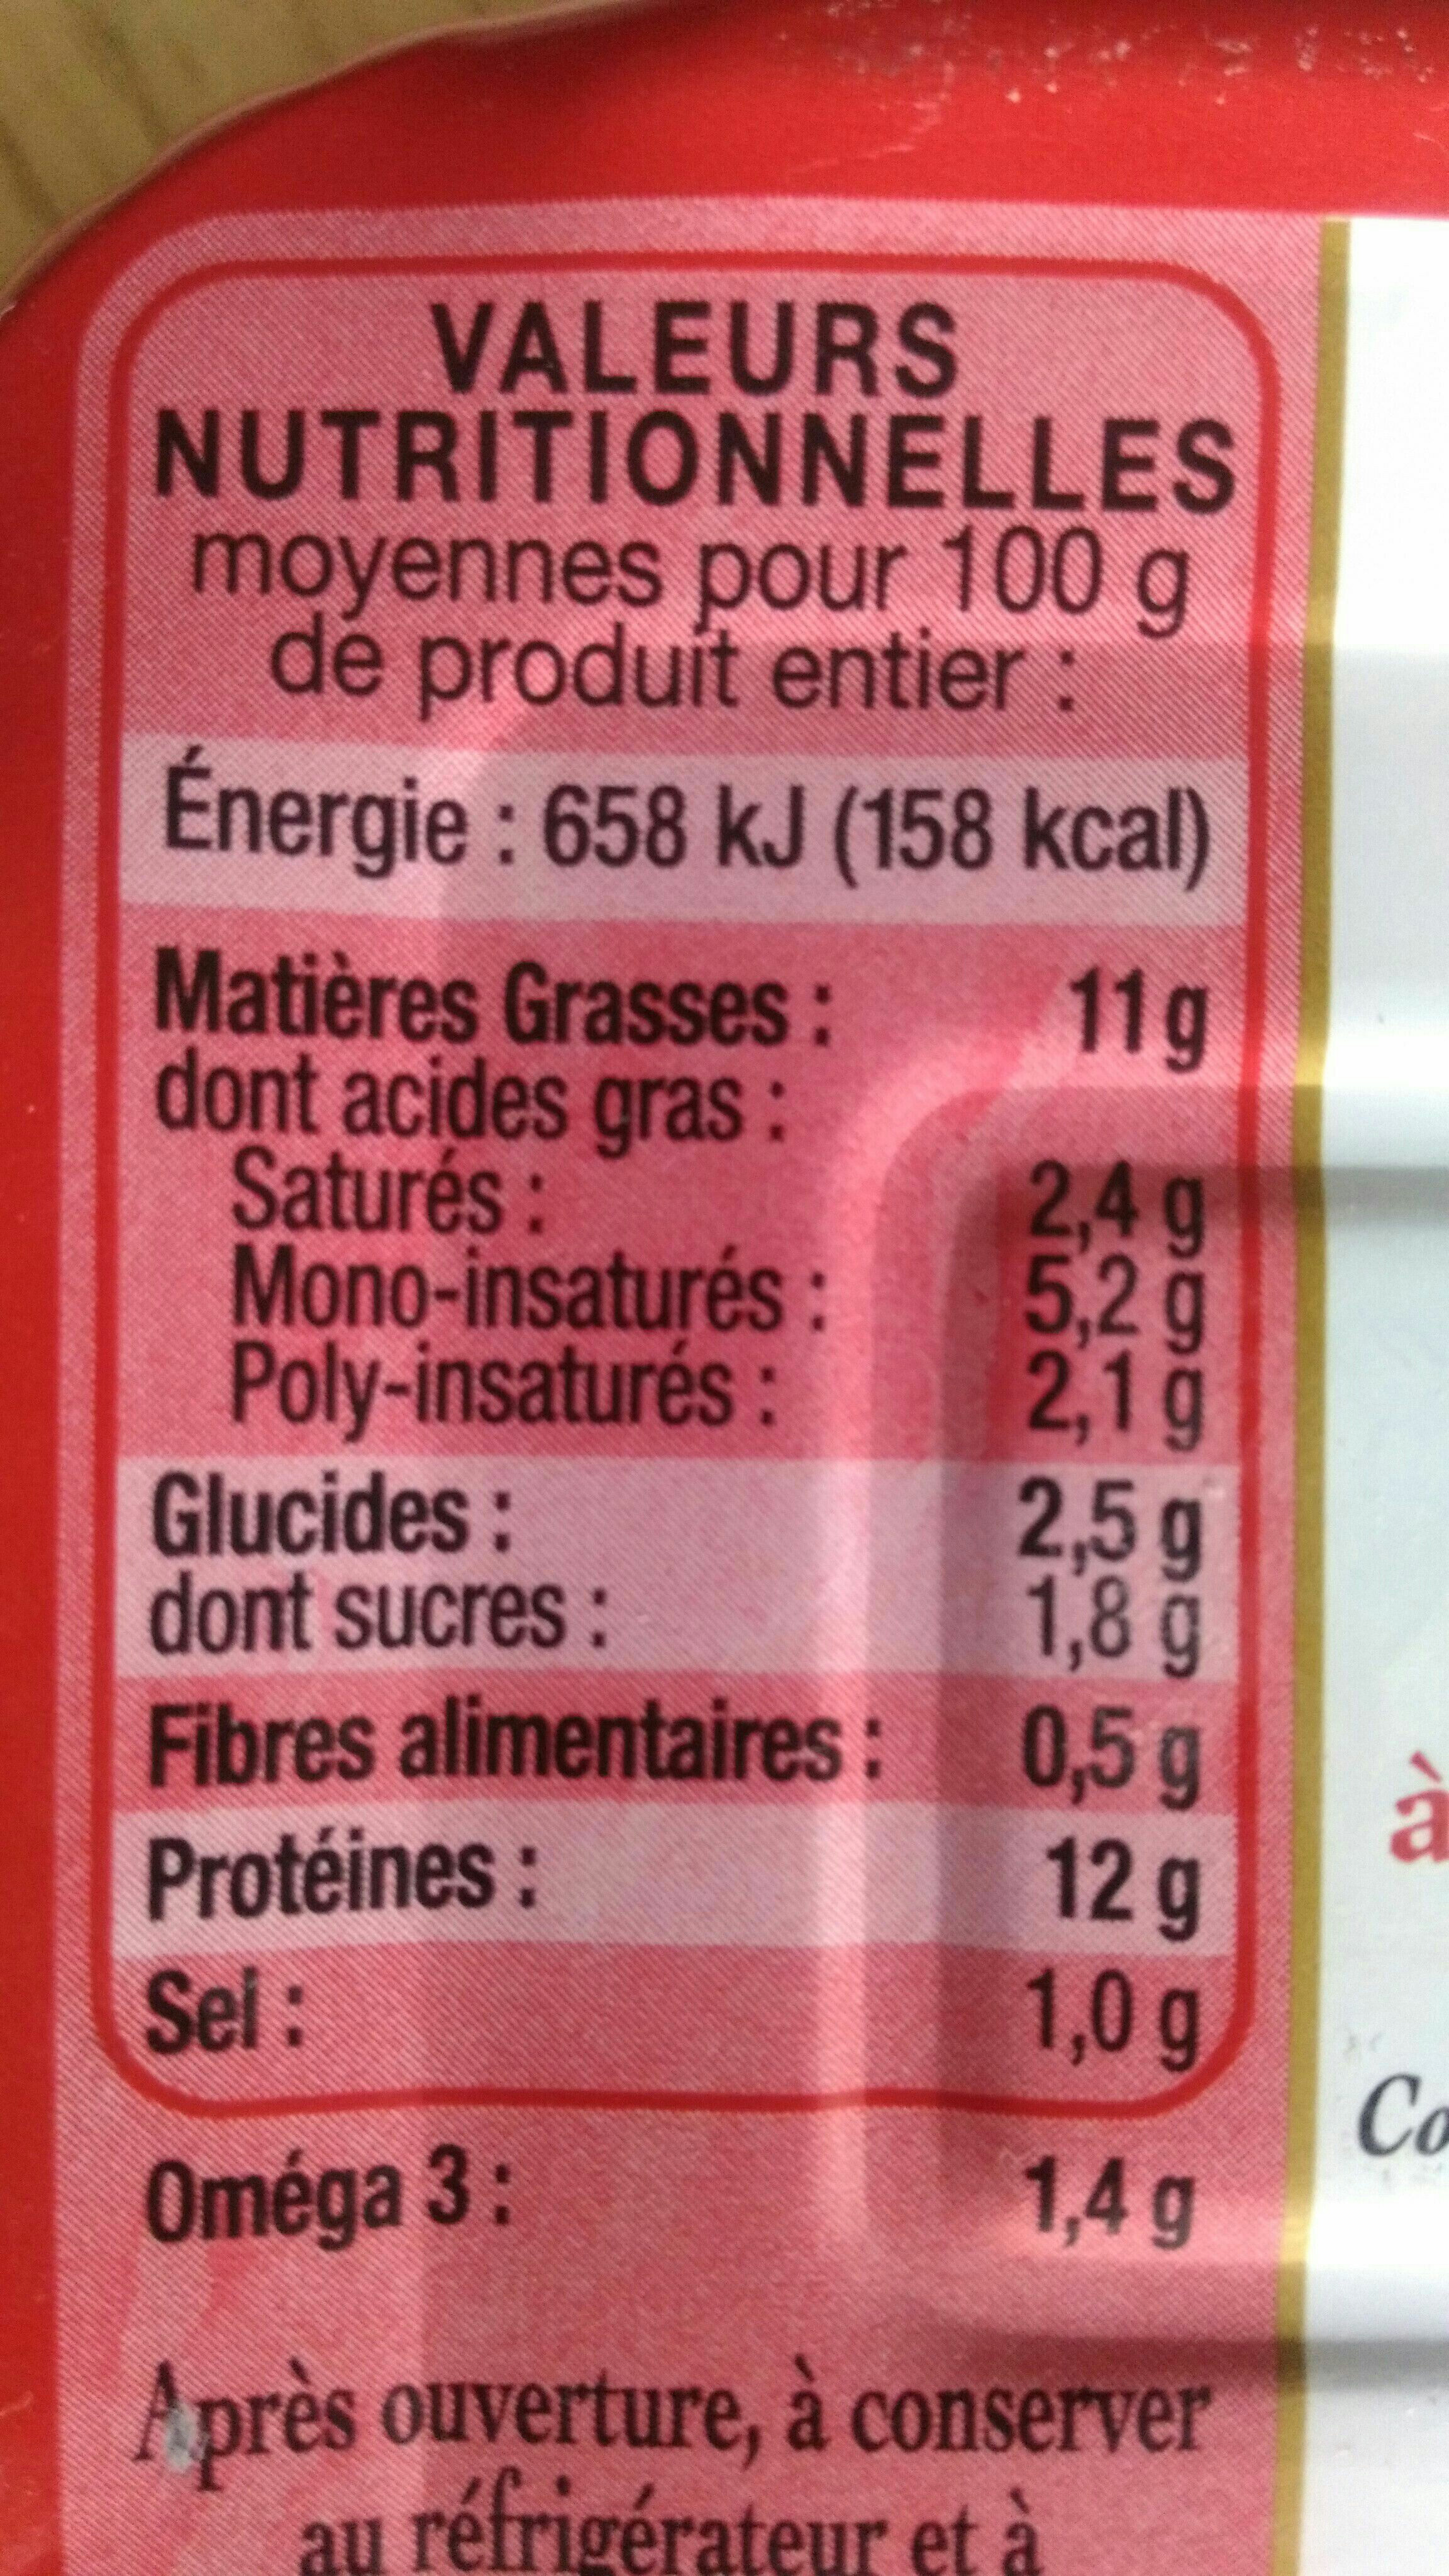 VALEURS
NUTRITIONNELLES
moyennes pour 100 g
de produit entier :
Énergie : 658 kJ (158 kcal)
Matières Grasses : 11 g
dont acides gras :
Saturés : 2,4 g
Mono-insaturés : 5,2 g
Poly-insaturés : 2,1 g
Glucides : 2,5 g
dont sucres : 1,8 g
Fibres alimentaires : 0,5 g
Protéines : 12 g
Sel : 1,0 g
Oméga 3 : 1,4 g
Après ouverture, à conserver
au réfrigérateur et à
à
Co